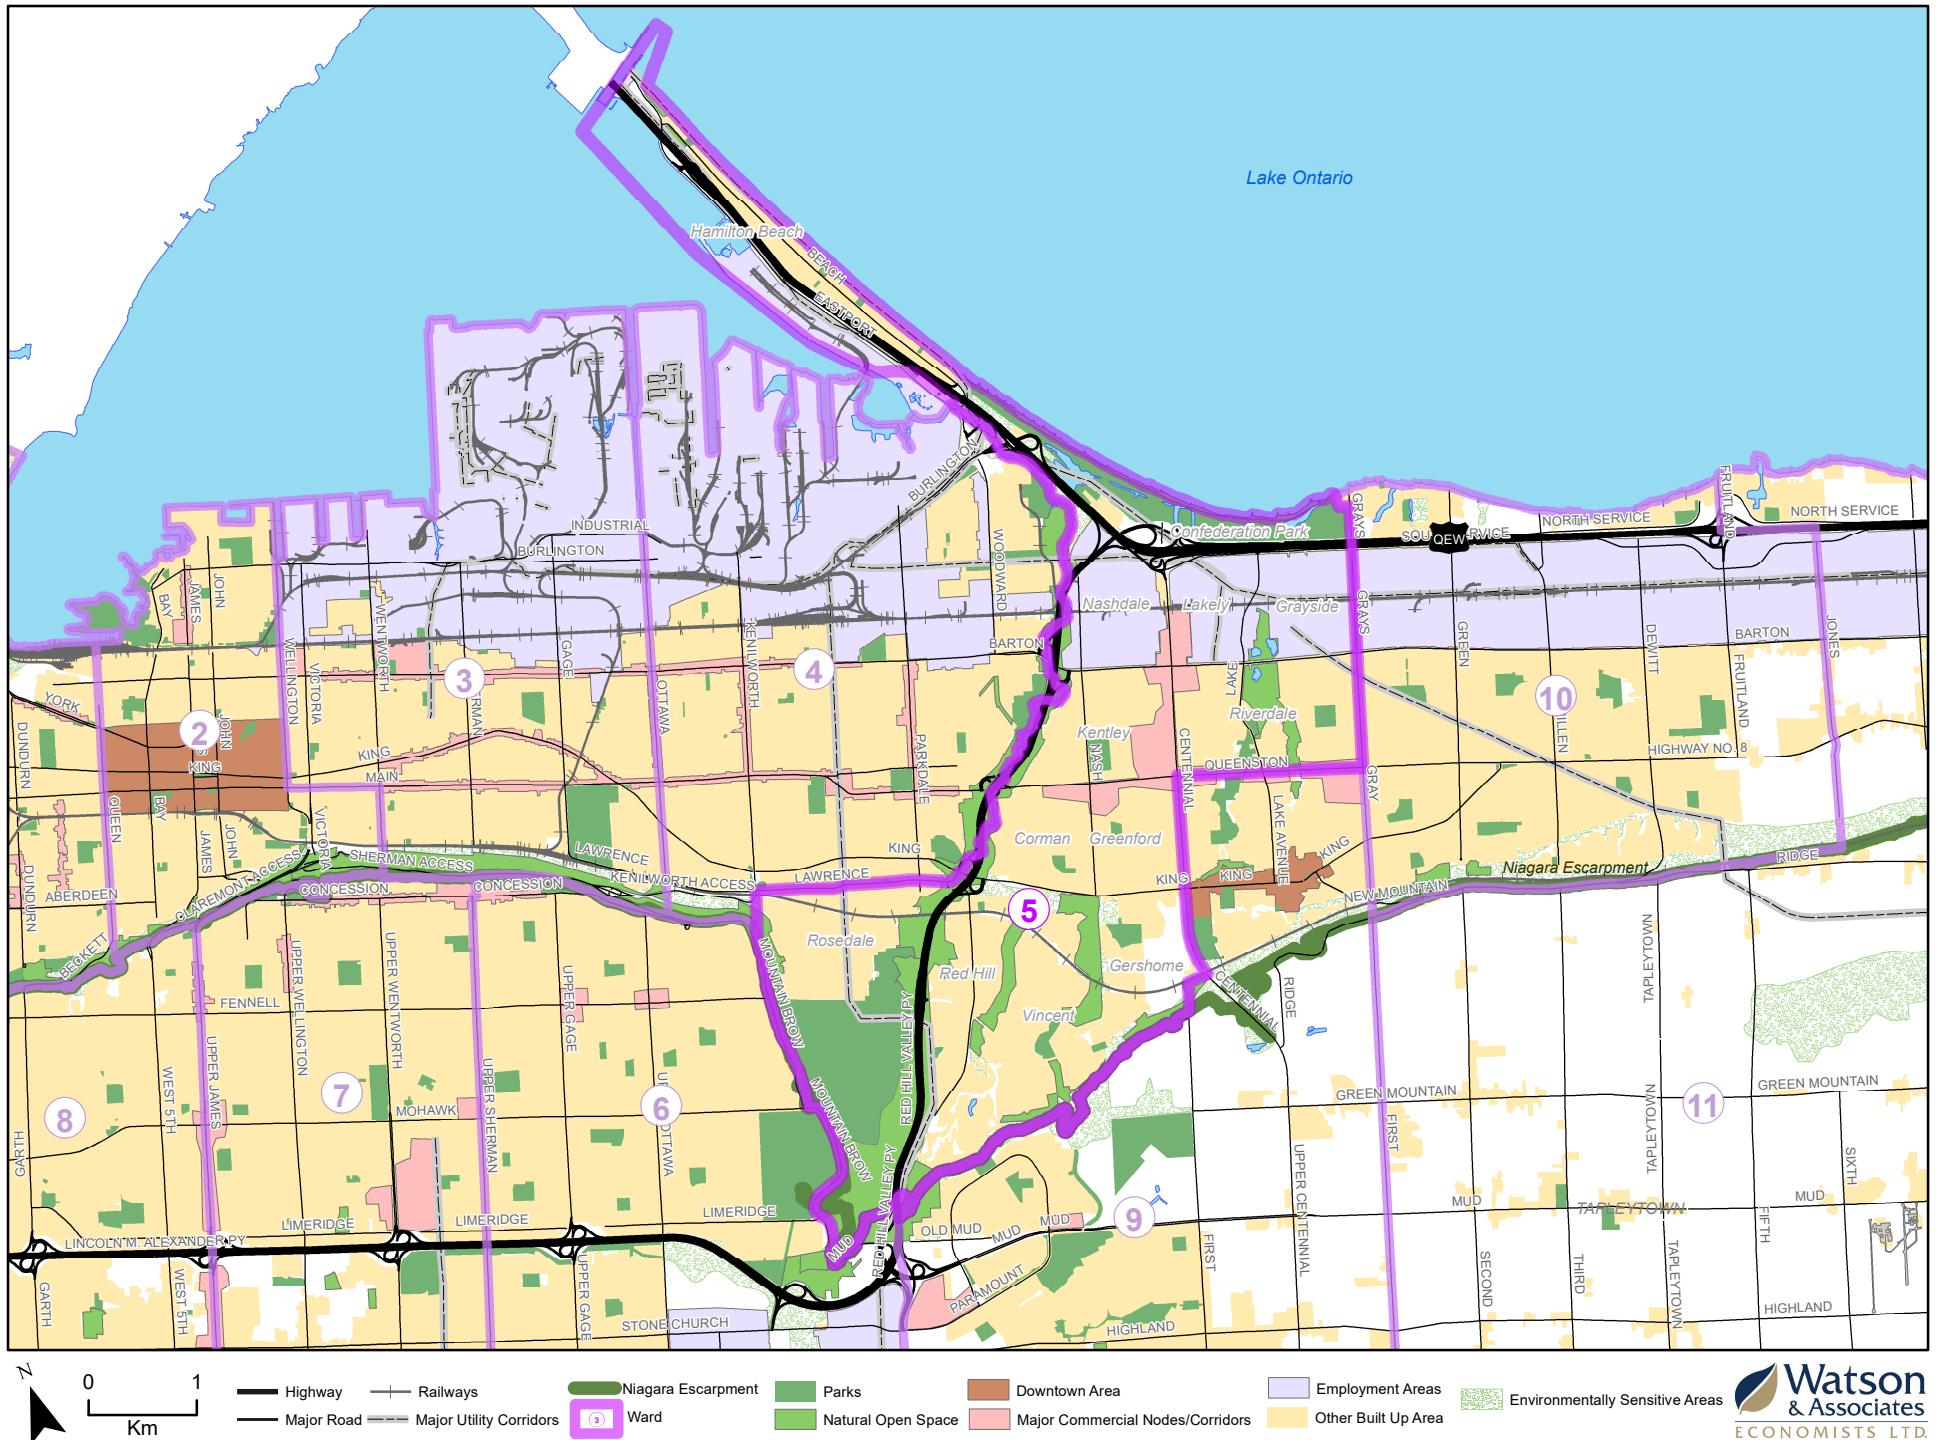 Lake Ontario
Hamilton Beach
BEACH
EASTPORT
BURLINGTON
INDUSTRIAL
BURLINGTON
WOODWARD
Confederation Park
GRAYS
FRUITLAND
NORTH SERVICE
NORTH SERVICE
QEW
BAY
JAMES
JOHN
WENTWORTH
WELLINGTON
VICTORIA
GAGE
KENILWORTH
OTTAWA
BARTON
Nashdale
Lakely
Grayside
GRAYS
GREEN
DEWITT
BARTON
JONES
FRUITLAND
3
4
10
YORK
DUNDURN
2
JOHN
KING
KING
MAIN
PARKDALE
Kentley
NASH
LAKE
Riverdale
CENTENNIAL
QUEENSTON
GRAY
HIGHWAY NO. 8
QUEEN
BAY
JAMES
JOHN
VICTORIA
DUNDURN
ABERDEEN
CLAREMONT ACCESS
SHERMAN ACCESS
CONCESSION
CONCESSION
LAWRENCE
KENILWORTH ACCESS
LAWRENCE
KING
Corman
Greenford
KING
KING
LAKE AVENUE
KING
NEW MOUNTAIN
Niagara Escarpment
RIDGE
BECKETT
5
Rosedale
Red Hill
Gershome
Vincent
CENTENNIAL
RIDGE
TAPLEYTOWN
FENNELL
UPPER WELLINGTON
UPPER WENTWORTH
UPPER GAGE
MOUNTAIN BROW
RED HILL VALLEY PY
8
WEST 5TH
UPPER JAMES
7
MOHAWK
UPPER SHERMAN
6
MOUNTAIN BROW
GREEN MOUNTAIN
FIRST
TAPLEYTOWN
11
GREEN MOUNTAIN
GARTH
UPPER CENTENNIAL
SIXTH
LIMERIDGE
LIMERIDGE
LIMERIDGE
LINCOLN M. ALEXANDER PY
MUD
RED HILL VALLEY PY
OLD MUD
MUD
MUD
9
MUD
TAPLEYTOWN
MUD
FIFTH
GARTH
WEST 5TH
UPPER GAGE
STONE CHURCH
PARAMOUNT
HIGHLAND
FIRST
SECOND
THIRD
TAPLEYTOWN
HIGHLAND
N
0 1
Km
Highway
Railways
Niagara Escarpment
Parks
Downtown Area
Employment Areas
Environmentally Sensitive Areas
Major Road
Major Utility Corridors
3
Ward
Natural Open Space
Major Commercial Nodes/Corridors
Other Built Up Area
Watson
& Associates
ECONOMISTS LTD.